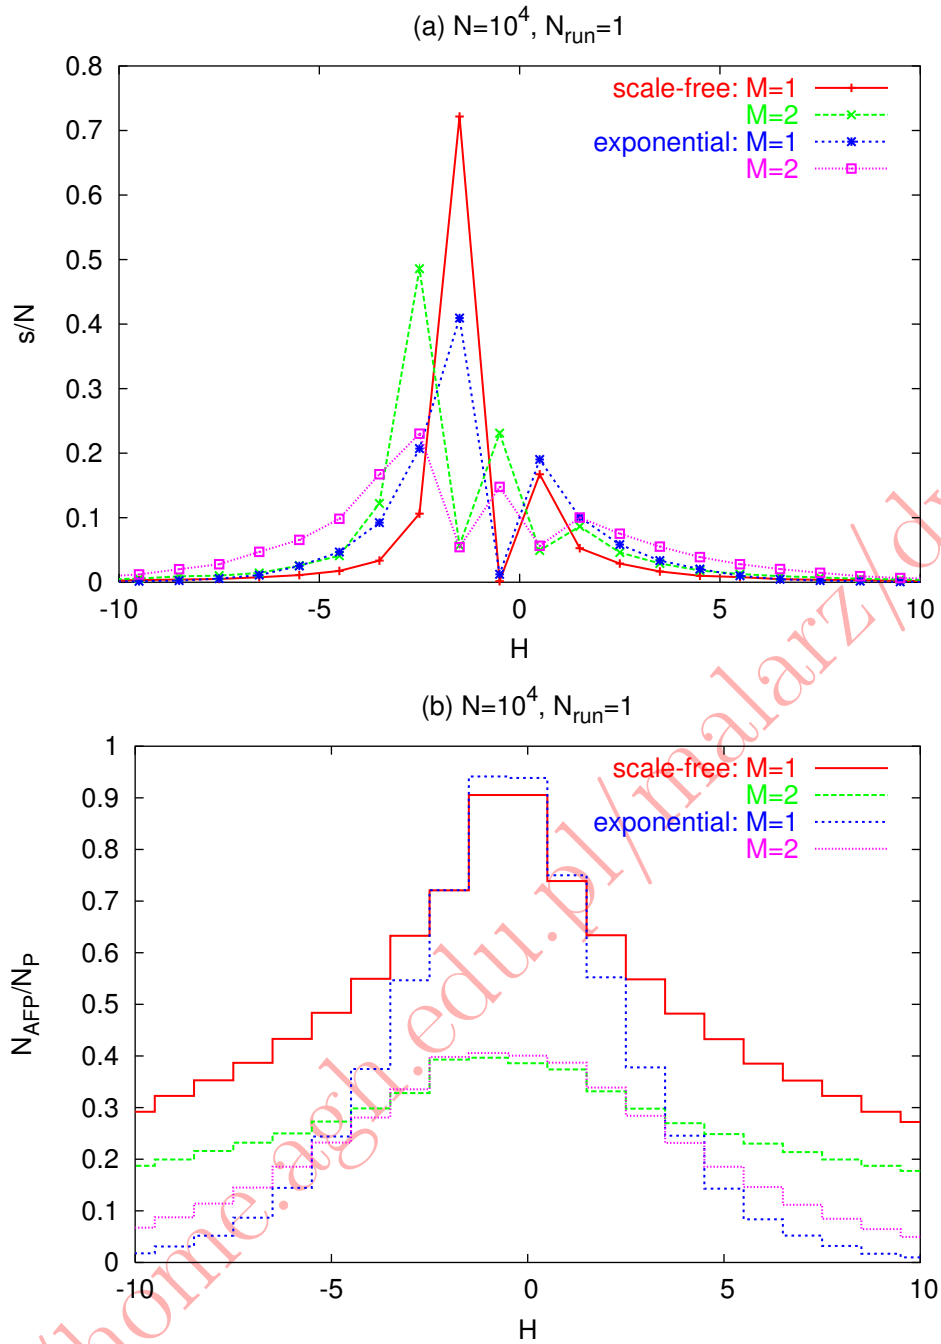 (a) N=10^4, N_run=1
0.8
0.7
0.6
0.5
0.4
0.3
0.2
0.1
0
s/N
-10 -5 0 5 10
H
scale-free: M=1
M=2
exponential: M=1
M=2
(b) N=10^4, N_run=1
1
0.9
0.8
0.7
0.6
0.5
0.4
0.3
0.2
0.1
0
N_AFP/N_P
-10 -5 0 5 10
H
scale-free: M=1
M=2
exponential: M=1
M=2
home.agh.edu.pl/malarz/